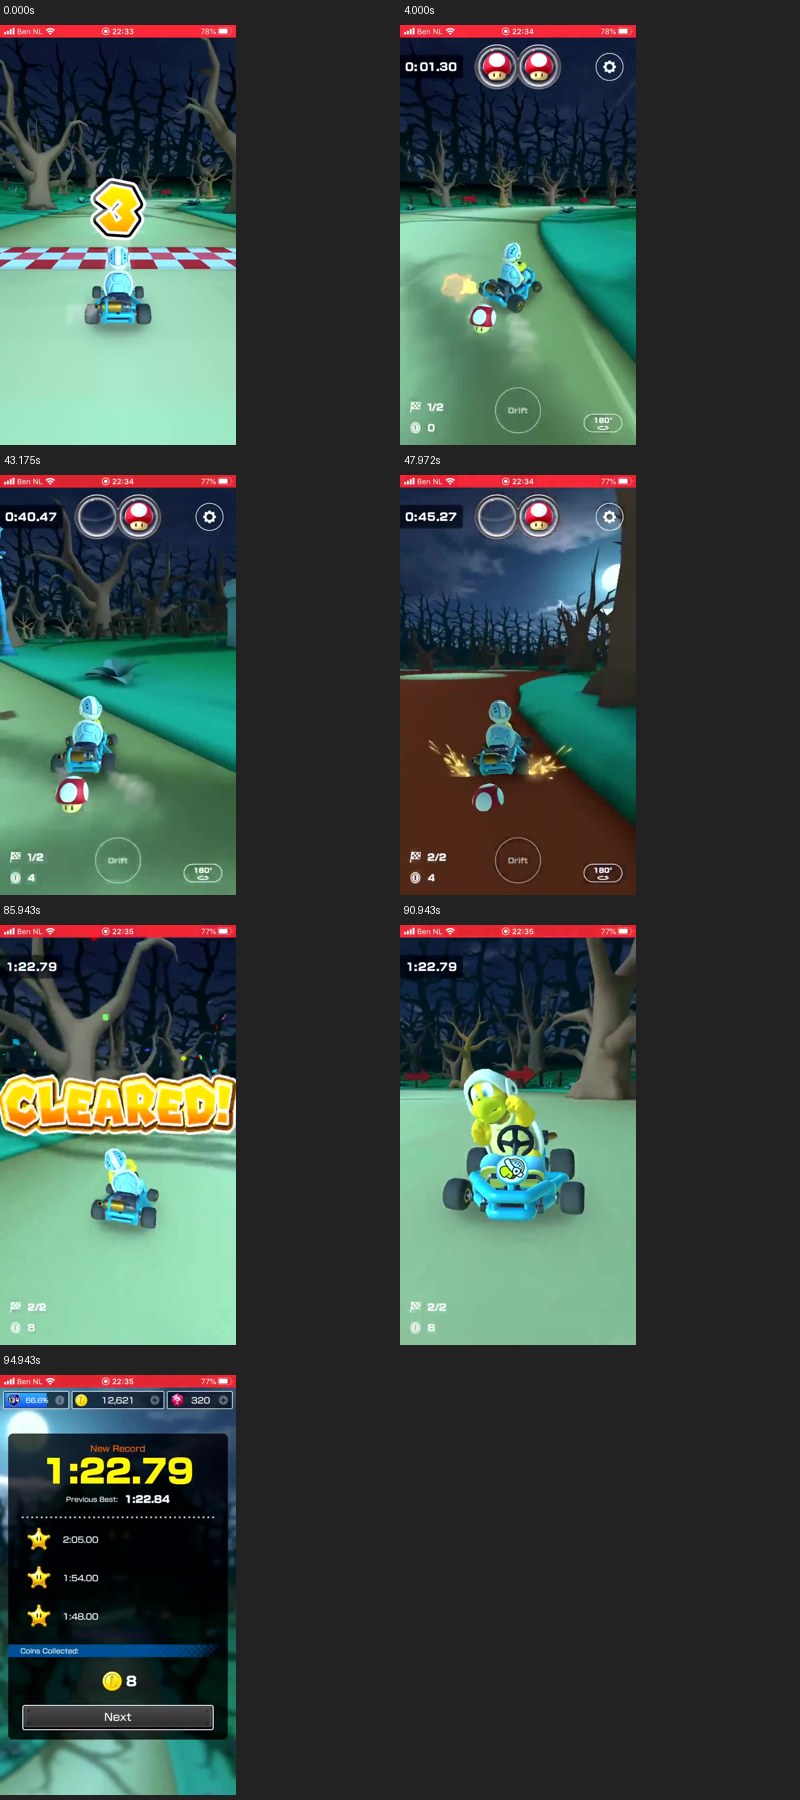 0.000s
4.000s
Ben NL 22:33 78%
3
Ben NL 22:34 78%
0:01.30
1/2
0
Drift
180°
43.175s
47.972s
Ben NL 22:34 77%
0:40.47
1/2
4
Drift
180°
Ben NL 22:34 77%
0:45.27
2/2
4
Drift
180°
85.943s
90.943s
Ben NL 22:35 77%
1:22.79
CLEARED!
2/2
8
Ben NL 22:35 77%
1:22.79
2/2
8
94.943s
Ben NL 22:35 77%
134 66.6% 12,621 320
New Record
1:22.79
Previous Best: 1:22.84
2:05.00
1:54.00
1:48.00
Coins Collected:
8
Next